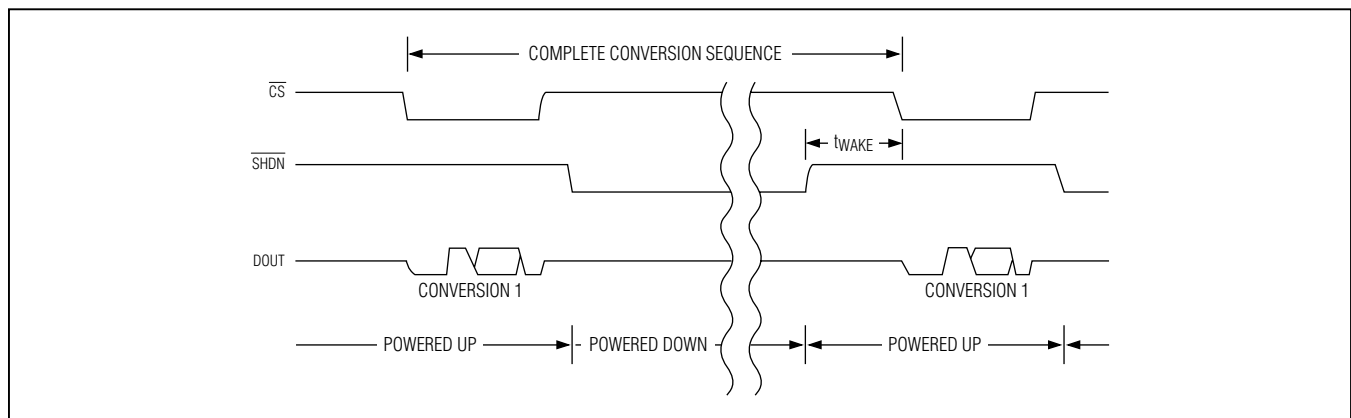 COMPLETE CONVERSION SEQUENCE
CS
tWAKE
SHDN
DOUT
CONVERSION 1
CONVERSION 1
POWERED UP
POWERED DOWN
POWERED UP